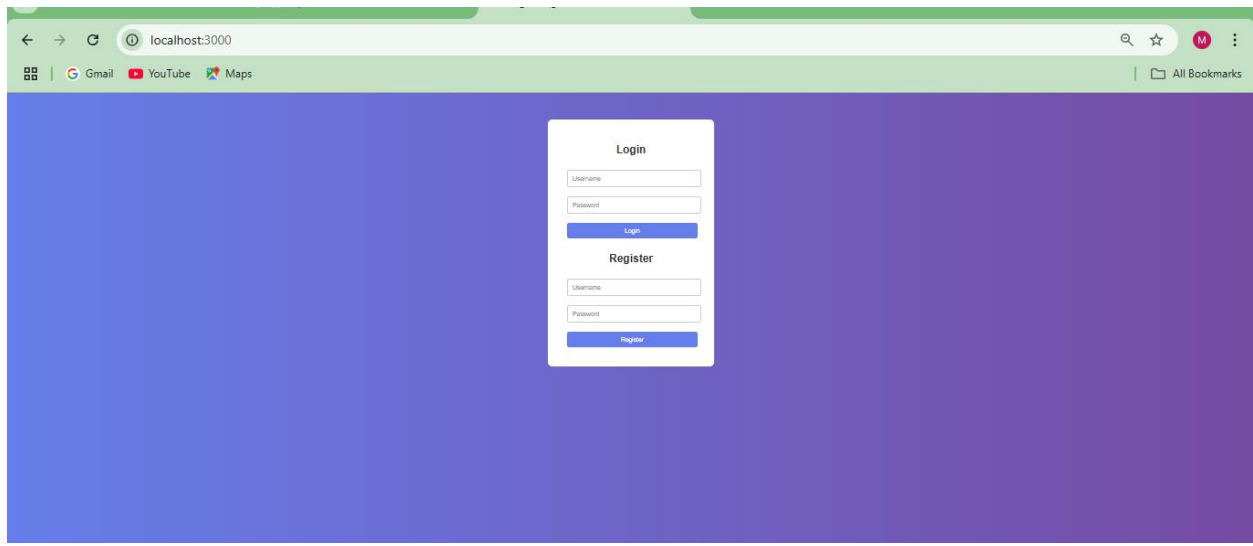 localhost:3000
M
Gmail YouTube Maps All Bookmarks
Login
Username
Password
Login
Register
Username
Password
Register